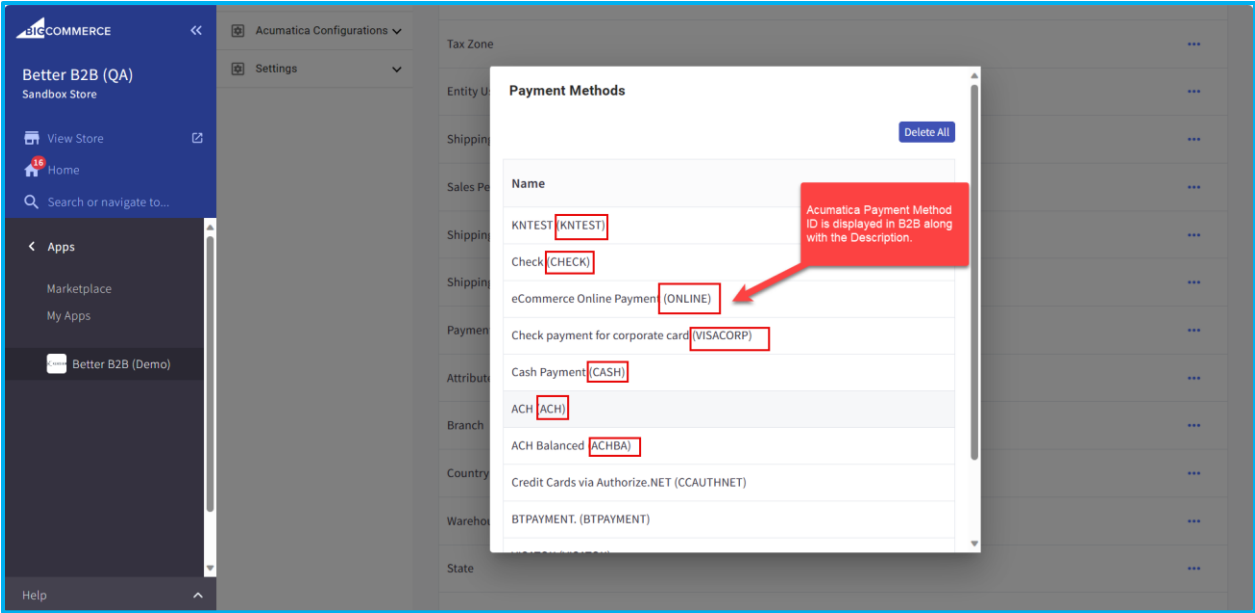 BIGCOMMERCE
Better B2B (QA)
Sandbox Store
View Store
16
Home
Search or navigate to...
Apps
Marketplace
My Apps
Better B2B (Demo)
Help
Acumatica Configurations
Settings
Tax Zone
Entity U
Shipping
Sales Pe
Shipping
Shipping
Paymen
Attribute
Branch
Country
Warehou
State
Payment Methods
Delete All
Name
KNTEST (KNTEST)
Check (CHECK)
eCommerce Online Payment (ONLINE)
Check payment for corporate card (VISACORP)
Cash Payment (CASH)
ACH (ACH)
ACH Balanced (ACHBA)
Credit Cards via Authorize.NET (CCAUTHNET)
BTPAYMENT. (BTPAYMENT)
Acumatica Payment Method
ID is displayed in B2B along
with the Description.